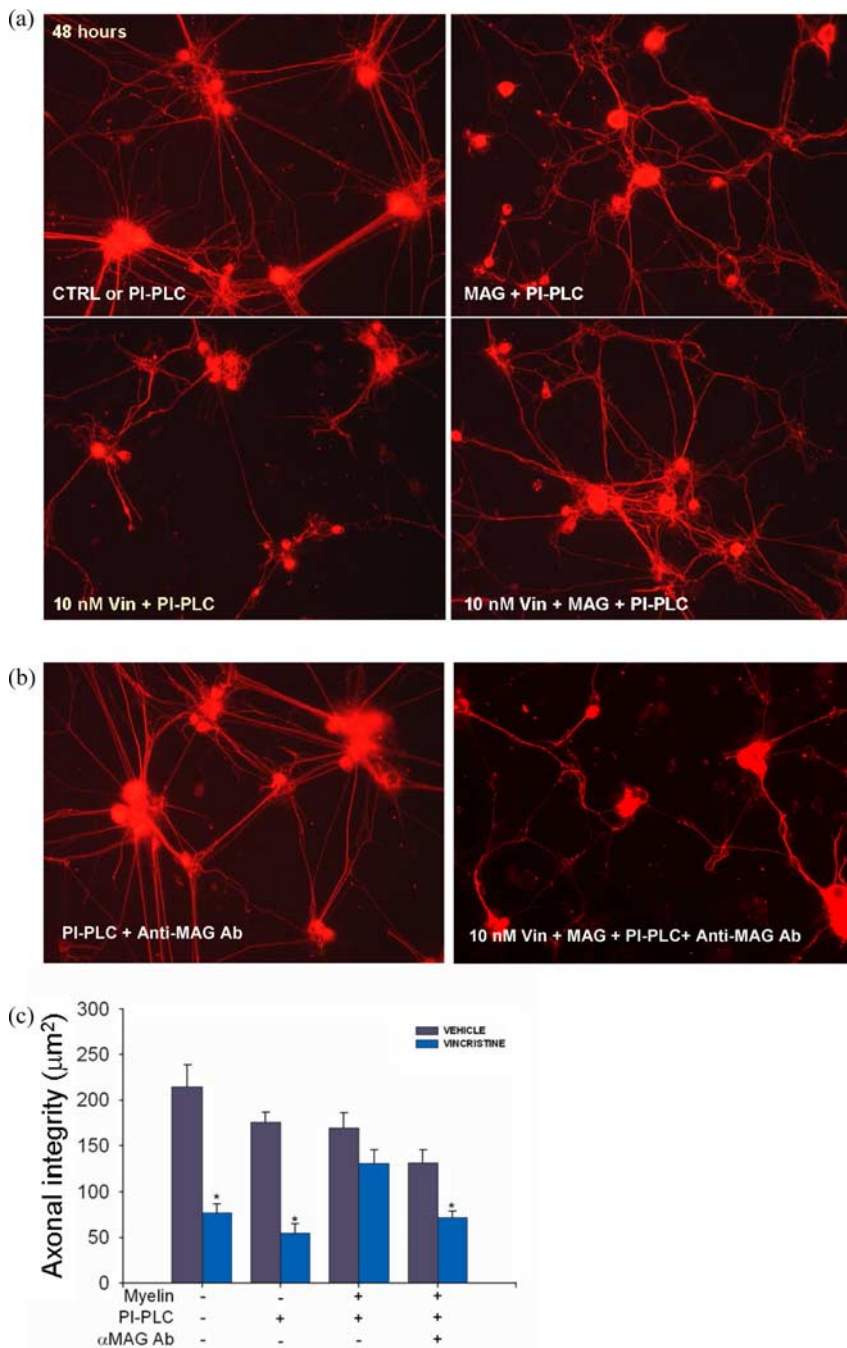 (a)
48 hours
CTRL or PI-PLC
MAG + PI-PLC
10 nM Vin + PI-PLC
10 nM Vin + MAG + PI-PLC
(b)
PI-PLC + Anti-MAG Ab
10 nM Vin + MAG + PI-PLC+ Anti-MAG Ab
(c)
Axonal integrity (μm²)
300
250
200
150
100
50
0
VEHICLE
VINCRISTINE
* * *
Myelin - - + +
PI-PLC - + + +
αMAG Ab - - - +